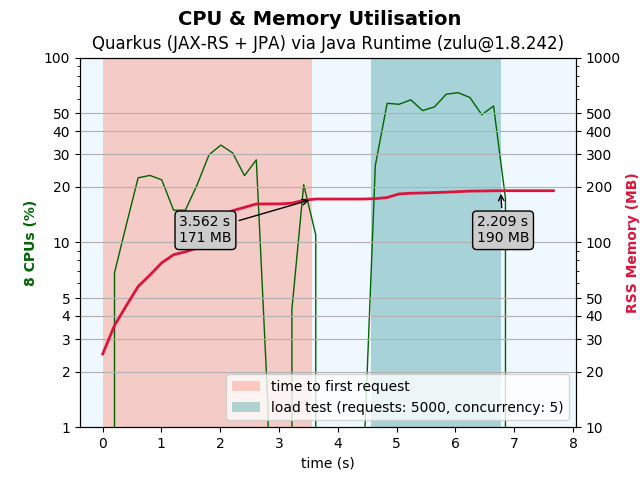 CPU & Memory Utilisation
Quarkus (JAX-RS + JPA) via Java Runtime (zulu@1.8.242)
100
50
40
30
20
10
5
4
3
2
1
8 CPUs (%)
1000
500
400
300
200
100
50
40
30
20
10
RSS Memory (MB)
3.562 s
171 MB
2.209 s
190 MB
time to first request
load test (requests: 5000, concurrency: 5)
0 1 2 3 4 5 6 7 8
time (s)